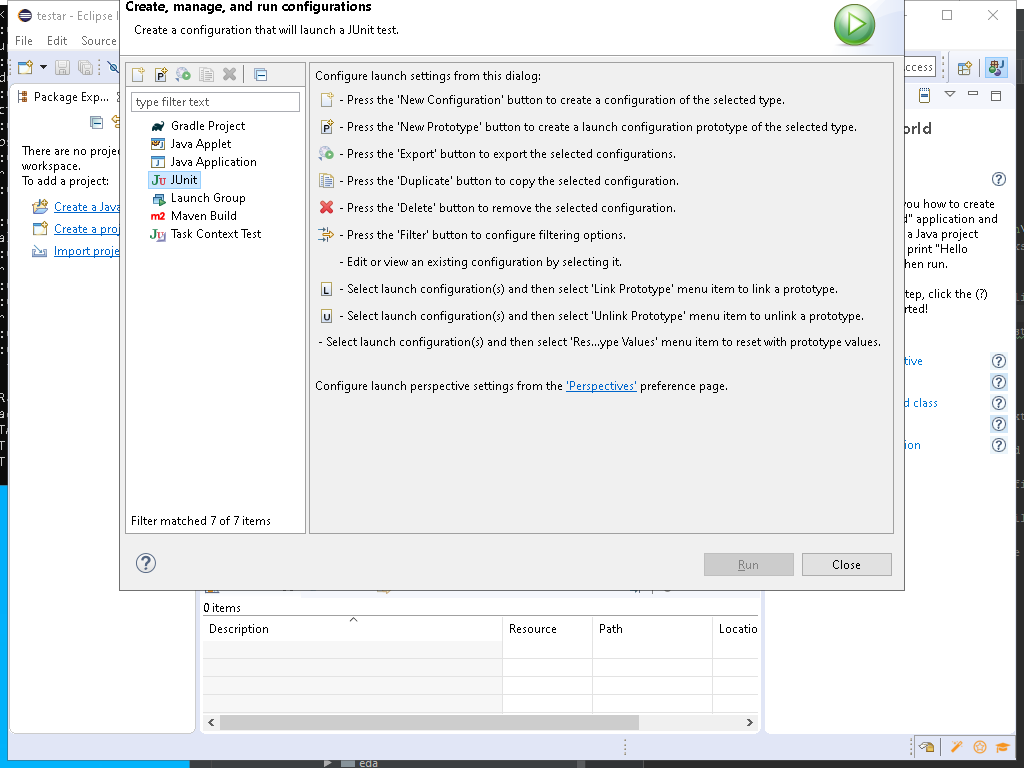 Create, manage, and run configurations
testar - Eclipse
Create a configuration that will launch a JUnit test.
File Edit Source
Package Exp...
type filter text
Gradle Project
Java Applet
Java Application
JUnit
Launch Group
Maven Build
Task Context Test
Filter matched 7 of 7 items
There are no
workspace.
To add a project:
Create a Java
Create a
Import
Configure launch settings from this dialog:
- Press the 'New Configuration' button to create a configuration of the selected type.
- Press the 'New Prototype' button to create a launch configuration prototype of the selected type.
- Press the 'Export' button to export the selected configurations.
- Press the 'Duplicate' button to copy the selected configuration.
- Press the 'Delete' button to remove the selected configuration.
- Press the 'Filter' button to configure filtering options.
- Edit or view an existing configuration by selecting it.
- Select launch configuration(s) and then select 'Link Prototype' menu item to link a prototype.
- Select launch configuration(s) and then select 'Unlink Prototype' menu item to unlink a prototype.
- Select launch configuration(s) and then select 'Res...ype Values' menu item to reset with prototype values.
Configure launch perspective settings from the 'Perspectives' preference page.
Run
Close
ccess
orld
you how to create
d" application and
a Java project
print "Hello
hen run.
tep, click the (?)
rted!
tive
d class
ion
0 items
Description Resource Path Locatio
eda